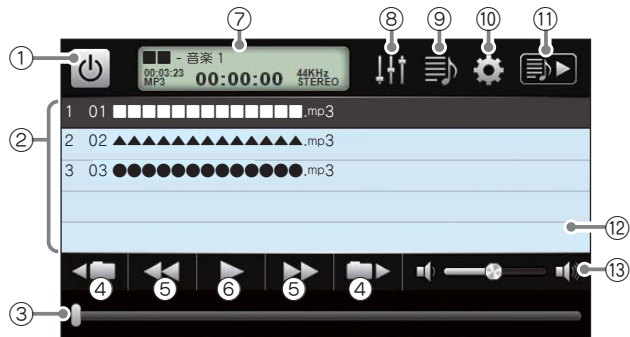 ⑦ ⑧ ⑨ ⑩ ⑪
①
■■ - 音楽 1
00:03:23
MP3
00:00:00
44KHz
STEREO
②
1 01 ■■■■■■■■■■■■■.mp3
2 02 ▲▲▲▲▲▲▲▲▲▲▲▲▲.mp3
3 03 ●●●●●●●●●●●●●.mp3
⑫
④ ⑤ ⑥ ⑤ ④ ⑬
③